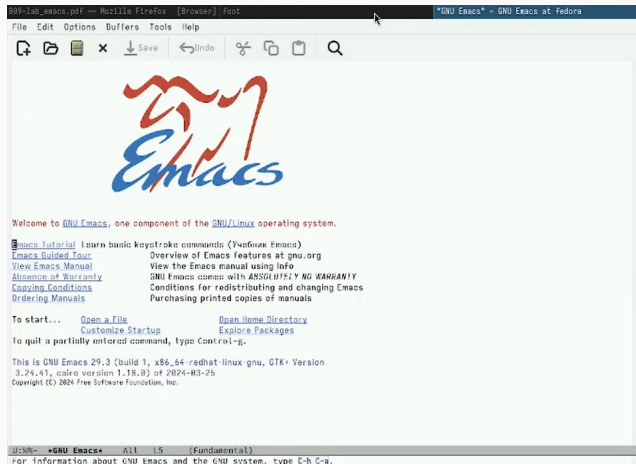 009-lab_emacs.pdf — Mozilla Firefox [Browser] foot
"GNU Emacs" - GNU Emacs at fedora
File Edit Options Buffers Tools Help
Save Undo
Emacs
Welcome to GNU Emacs, one component of the GNU/Linux operating system.
Emacs Tutorial Learn basic keystroke commands (Учебник Emacs)
Emacs Guided Tour Overview of Emacs features at gnu.org
View Emacs Manual View the Emacs manual using Info
Absence of Warranty GNU Emacs comes with ABSOLUTELY NO WARRANTY
Copying Conditions Conditions for redistributing and changing Emacs
Ordering Manuals Purchasing printed copies of manuals
To start... Open a File Open Home Directory
Customize Startup Explore Packages
To quit a partially entered command, type Control-g.
This is GNU Emacs 29.3 (build 1, x86_64-redhat-linux-gnu, GTK+ Version
3.24.41, cairo version 1.18.0) of 2024-03-25
Copyright (C) 2024 Free Software Foundation, Inc.
U:%%- *GNU Emacs* All L5 (Fundamental)
For information about GNU Emacs and the GNU system, type C-h C-a.